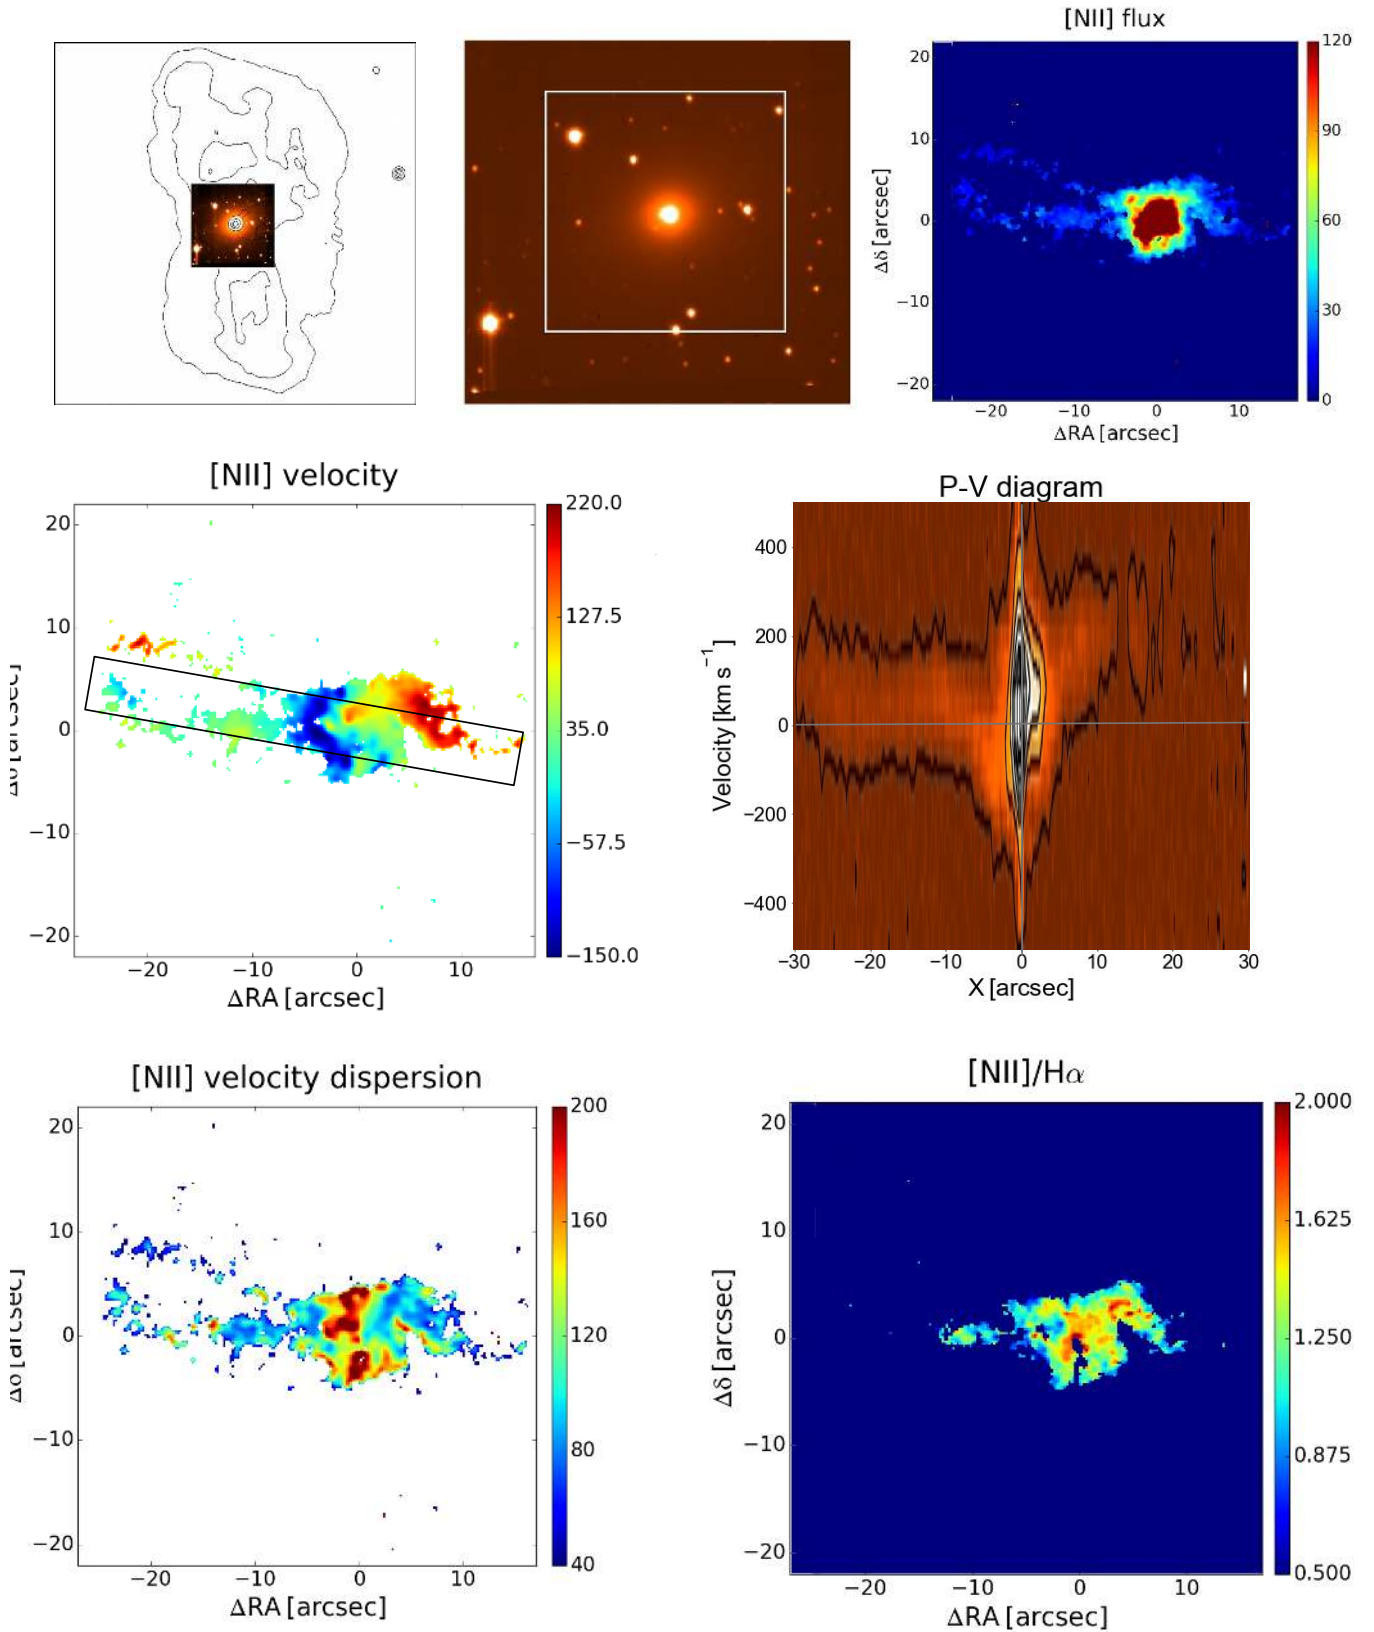 [NII] flux
20
10
0
−10
−20
Δδ [arcsec]
−20 −10 0 10
ΔRA [arcsec]
120
90
60
30
0
[NII] velocity
20
10
0
−10
−20
Δδ [arcsec]
−20 −10 0 10
ΔRA [arcsec]
220.0
127.5
35.0
−57.5
−150.0
P-V diagram
400
200
0
−200
−400
Velocity [km s−1]
−30 −20 −10 0 10 20 30
X [arcsec]
[NII] velocity dispersion
20
10
0
−10
−20
Δδ [arcsec]
−20 −10 0 10
ΔRA [arcsec]
200
160
120
80
40
[NII]/Hα
20
10
0
−10
−20
Δδ [arcsec]
−20 −10 0 10
ΔRA [arcsec]
2.000
1.625
1.250
0.875
0.500